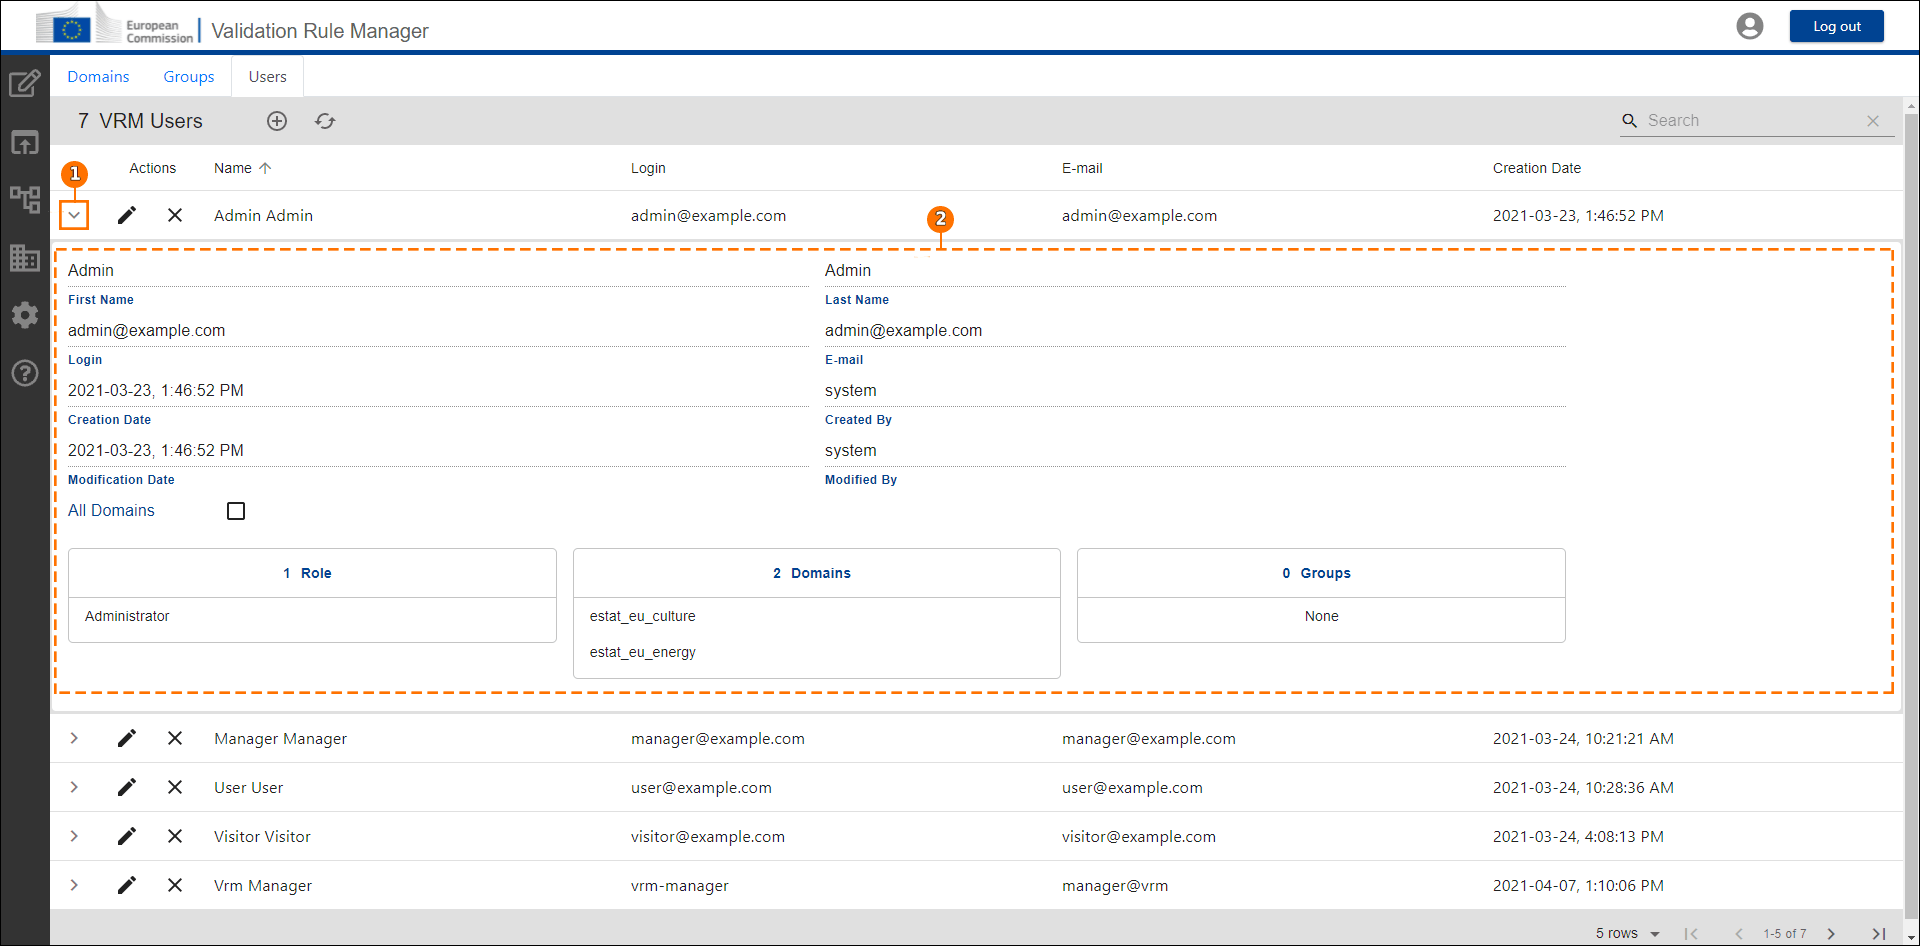 European
Commission
Validation Rule Manager
Log out
Domains Groups Users
7 VRM Users
Search
Actions Name Login E-mail Creation Date
1
Admin Admin admin@example.com admin@example.com 2021-03-23, 1:46:52 PM
2
Admin Admin
First Name Last Name
admin@example.com admin@example.com
Login E-mail
2021-03-23, 1:46:52 PM system
Creation Date Created By
2021-03-23, 1:46:52 PM system
Modification Date Modified By
All Domains
1 Role 2 Domains 0 Groups
Administrator estat_eu_culture None
estat_eu_energy
Manager Manager manager@example.com manager@example.com 2021-03-24, 10:21:21 AM
User User user@example.com user@example.com 2021-03-24, 10:28:36 AM
Visitor Visitor visitor@example.com visitor@example.com 2021-03-24, 4:08:13 PM
Vrm Manager vrm-manager manager@vrm 2021-04-07, 1:10:06 PM
5 rows 1-5 of 7